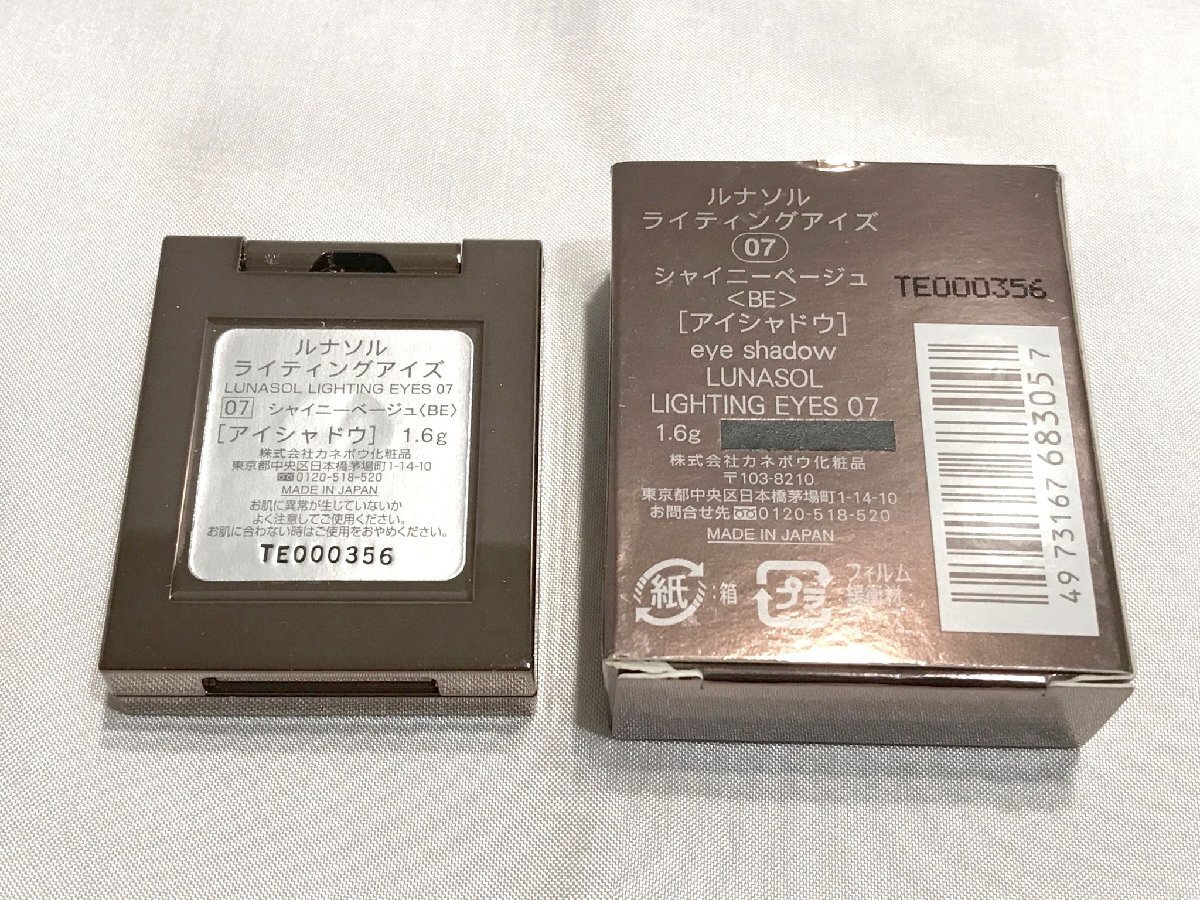 ルナソル
ライティングアイズ
LUNASOL LIGHTING EYES 07
07 シャイニーベージュ〈BE〉
[アイシャドウ] 1.6g
株式会社カネボウ化粧品
東京都中央区日本橋茅場町1-14-10
0120-518-520
MADE IN JAPAN
お肌に異常が生じていないか
よく注意してご使用ください。
お肌に合わない時はご使用をおやめください。
TE000356
ルナソル
ライティングアイズ
07
シャイニーベージュ
〈BE〉
[アイシャドウ]
eye shadow
LUNASOL
LIGHTING EYES 07
1.6g
株式会社カネボウ化粧品
〒103-8210
東京都中央区日本橋茅場町1-14-10
お問合せ先 0120-518-520
MADE IN JAPAN
紙 :箱
プラ フィルム
緩衝材
TE000356
4973167683057